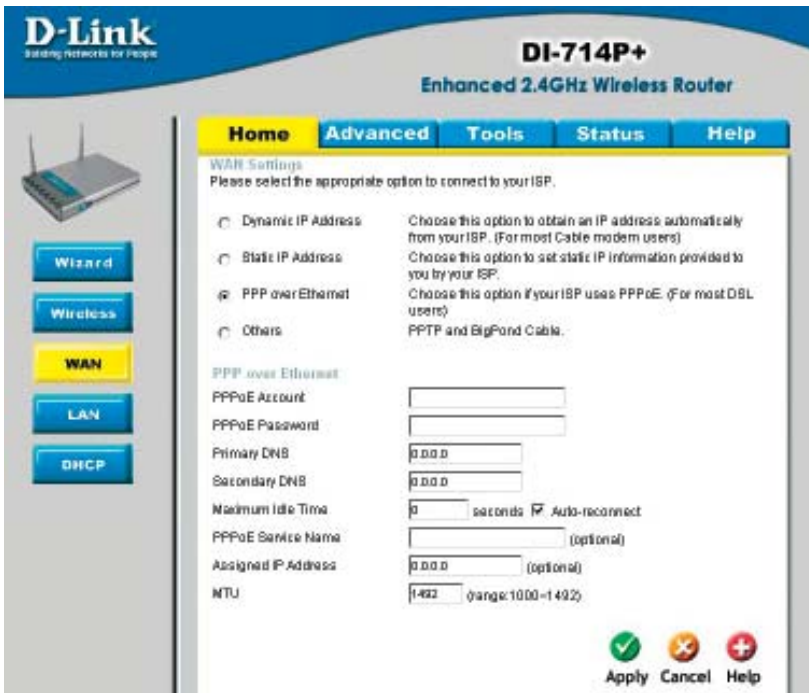 D-Link
Building Networks for People
DI-714P+
Enhanced 2.4GHz Wireless Router
Home Advanced Tools Status Help
WAN Settings
Please select the appropriate option to connect to your ISP.
Dynamic IP Address Choose this option to obtain an IP address automatically
from your ISP. (For most Cable modem users)
Static IP Address Choose this option to set static IP information provided to
you by your ISP.
PPP over Ethernet Choose this option if your ISP uses PPPoE. (For most DSL
users)
Others PPTP and BigPond Cable.
Wizard
Wireless
WAN
LAN
DHCP
PPP over Ethernet
PPPoE Account
PPPoE Password
Primary DNS 0.0.0.0
Secondary DNS 0.0.0.0
Maximum Idle Time 0 seconds Auto-reconnect
PPPoE Service Name (optional)
Assigned IP Address 0.0.0.0 (optional)
MTU 1492 (range:1000~1492)
Apply Cancel Help